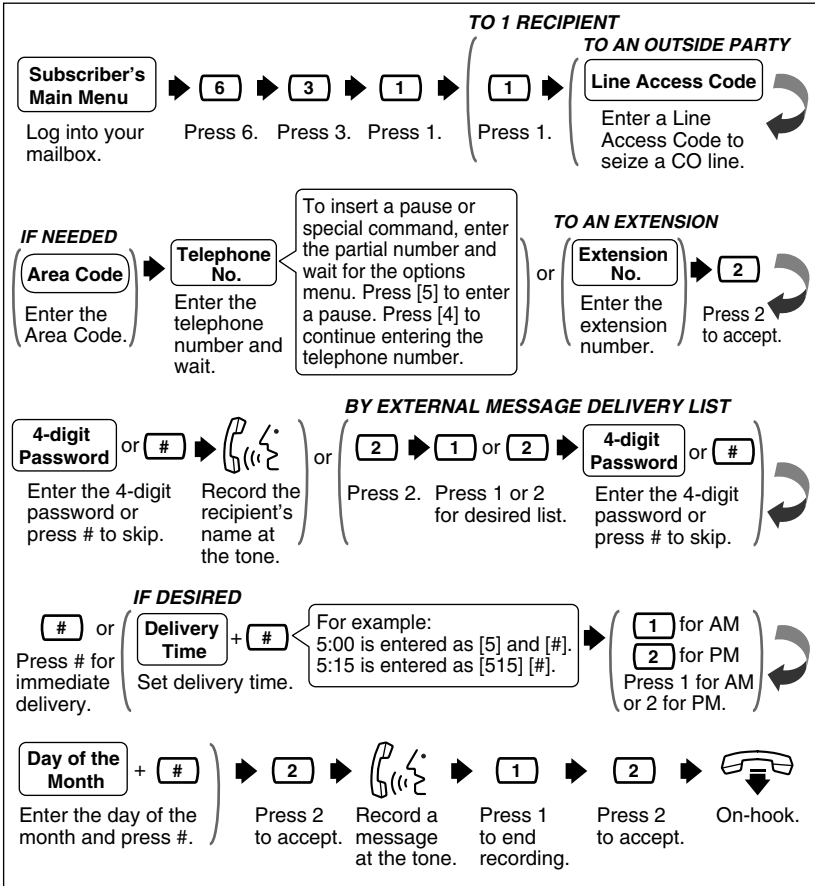 TO 1 RECIPIENT
TO AN OUTSIDE PARTY
Subscriber's
Main Menu
6
3
1
1
Line Access Code
Log into your
mailbox.
Press 6.
Press 3.
Press 1.
Press 1.
Enter a Line
Access Code to
seize a CO line.
IF NEEDED
Area Code
Enter the
Area Code.
Telephone
No.
Enter the
telephone
number and
wait.
To insert a pause or
special command, enter
the partial number and
wait for the options
menu. Press [5] to enter
a pause. Press [4] to
continue entering the
telephone number.
or
TO AN EXTENSION
Extension
No.
Enter the
extension
number.
2
Press 2
to accept.
4-digit
Password
or
#
Enter the 4-digit
password or
press # to skip.
Record the
recipient's
name at
the tone.
or
BY EXTERNAL MESSAGE DELIVERY LIST
2
1 or 2
Press 2.
Press 1 or 2
for desired list.
4-digit
Password
or
#
Enter the 4-digit
password or
press # to skip.
# or
Press # for
immediate
delivery.
IF DESIRED
Delivery
Time
+ #
Set delivery time.
For example:
5:00 is entered as [5] and [#].
5:15 is entered as [515] [#].
1 for AM
2 for PM
Press 1 for AM
or 2 for PM.
Day of the
Month
+ #
Enter the day of the
month and press #.
2
Press 2
to accept.
Record a
message
at the tone.
1
Press 1
to end
recording.
2
Press 2
to accept.
On-hook.